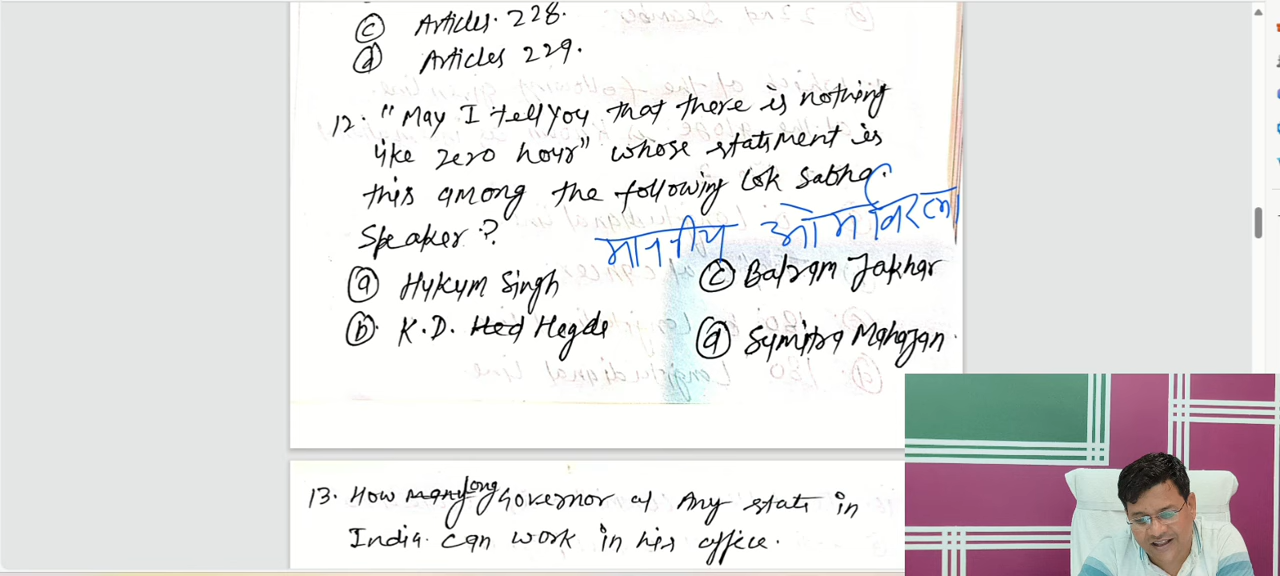 c Articles. 228.
d Articles 229.
12. "May I tell you that there is nothing
like zero hour" whose statment is
this among the following Lok Sabha.
Speaker.?
माननीय ओम बिरला
a Hukum Singh
c Balram Jakhar
b. K.D. Hed Hegde
d Sumitra Mahajan.
13. How many long Governor of Any state in
India. can work in his office.